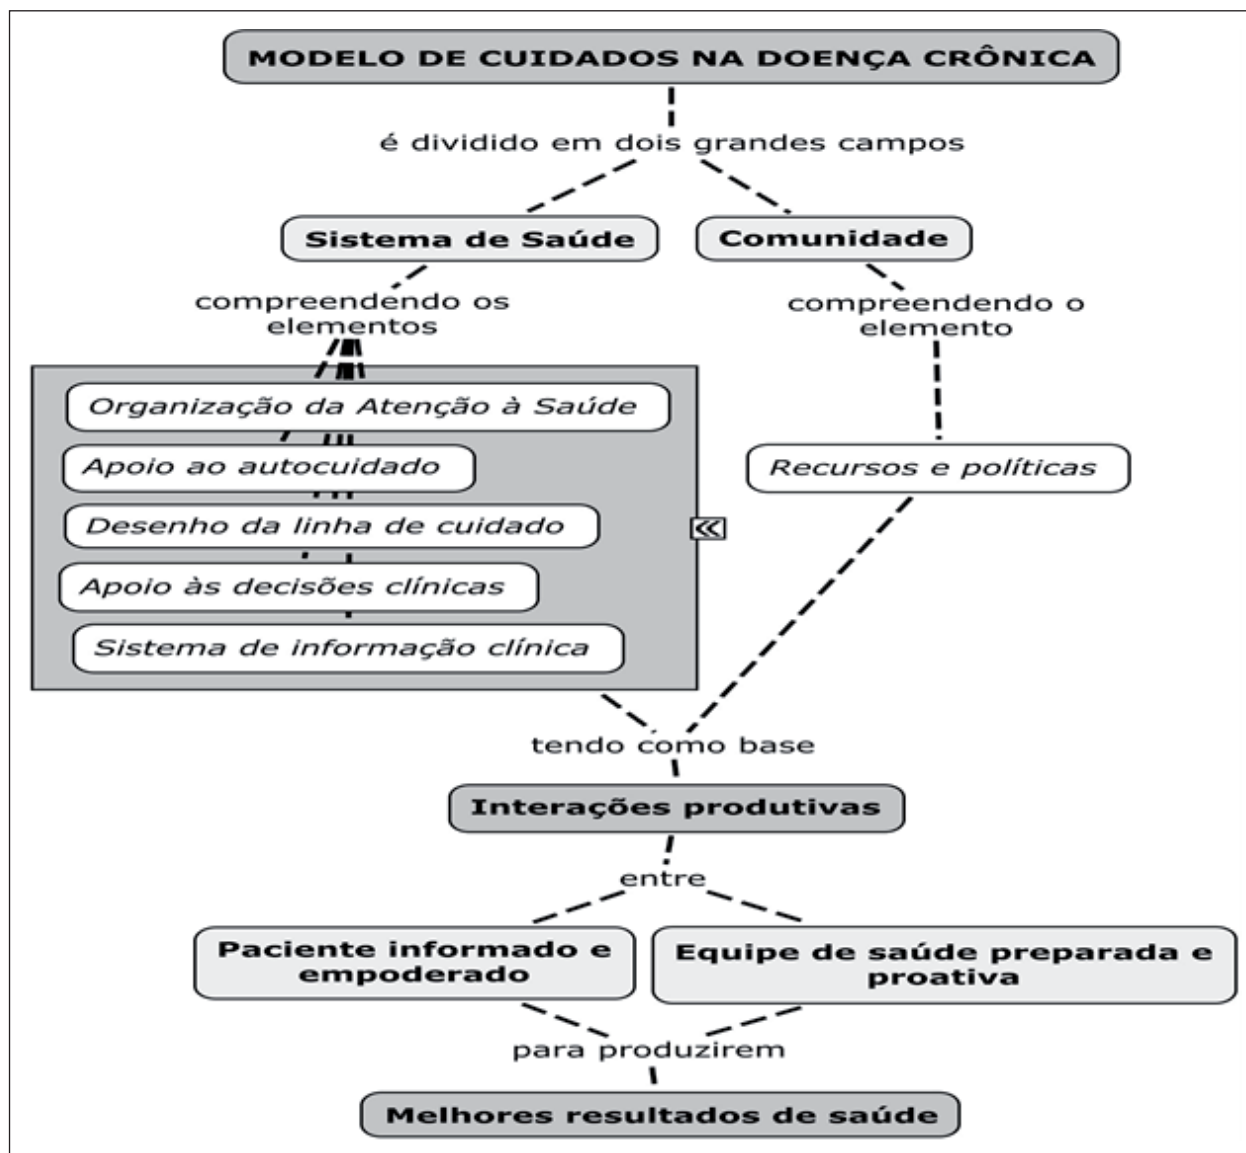 MODELO DE CUIDADOS NA DOENÇA CRÔNICA
é dividido em dois grandes campos
Sistema de Saúde
Comunidade
compreendendo os
elementos
compreendendo o
elemento
Organização da Atenção à Saúde
Apoio ao autocuidado
Desenho da linha de cuidado
Apoio às decisões clínicas
Sistema de informação clínica
Recursos e políticas
tendo como base
Interações produtivas
entre
Paciente informado e
empoderado
Equipe de saúde preparada e
proativa
para produzirem
Melhores resultados de saúde